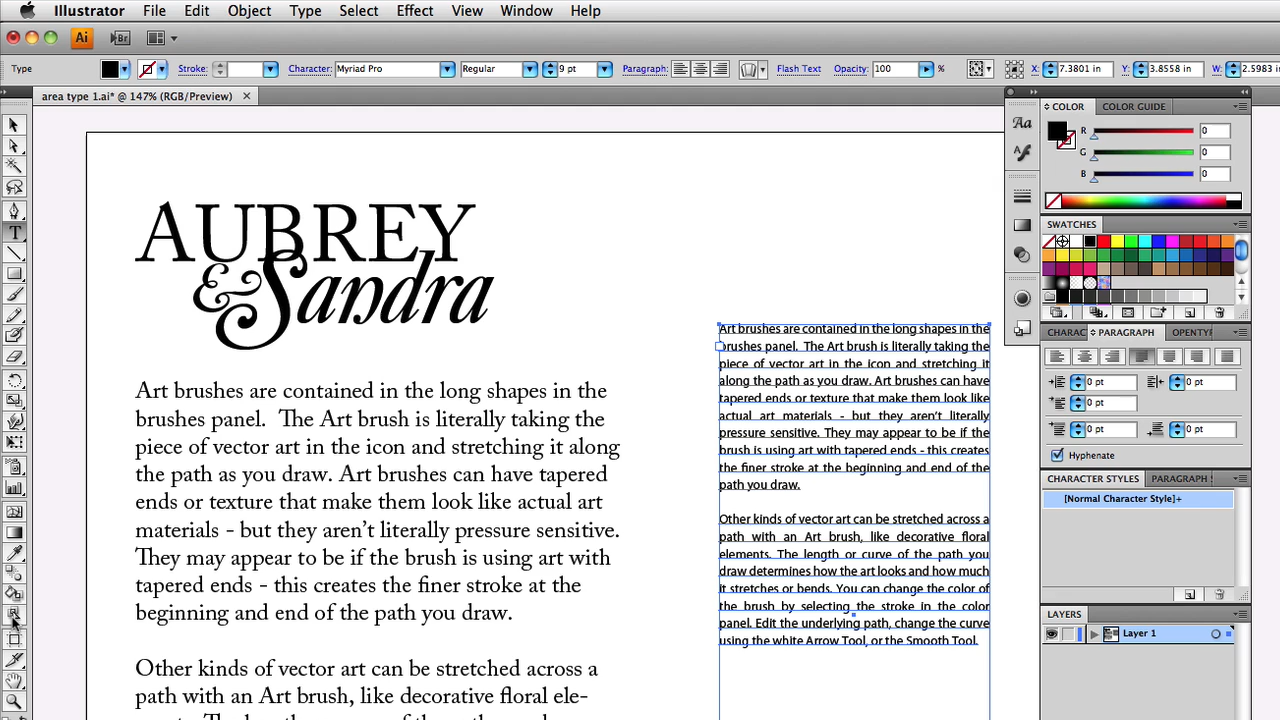 Illustrator File Edit Object Type Select Effect View Window Help
Ai Br
Type Stroke: Character: Myriad Pro Regular 9 pt Paragraph: Flash Text Opacity: 100 % X: 7.3801 in Y: 3.8558 in W: 2.5983 in
area type 1.ai* @ 147% (RGB/Preview)
AUBREY
&Sandra
Art brushes are contained in the long shapes in the
brushes panel.  The Art brush is literally taking the
piece of vector art in the icon and stretching it along
the path as you draw. Art brushes can have tapered
ends or texture that make them look like actual art
materials - but they aren’t literally pressure sensitive.
They may appear to be if the brush is using art with
tapered ends - this creates the finer stroke at the
beginning and end of the path you draw.
Other kinds of vector art can be stretched across a
path with an Art brush, like decorative floral ele-
Art brushes are contained in the long shapes in the
brushes panel.  The Art brush is literally taking the
piece of vector art in the icon and stretching it
along the path as you draw. Art brushes can have
tapered ends or texture that make them look like
actual art materials - but they aren’t literally
pressure sensitive. They may appear to be if the
brush is using art with tapered ends - this creates
the finer stroke at the beginning and end of the
path you draw.
Other kinds of vector art can be stretched across a
path with an Art brush, like decorative floral
elements. The length or curve of the path you
draw determines how the art looks and how much
it stretches or bends. You can change the color of
the brush by selecting the stroke in the color
panel. Edit the underlying path, change the curve
using the white Arrow Tool, or the Smooth Tool.
COLOR COLOR GUIDE
R 0
G 0
B 0
SWATCHES
CHARAC PARAGRAPH OPENTY
0 pt 0 pt
0 pt
0 pt 0 pt
Hyphenate
CHARACTER STYLES PARAGRAPH
[Normal Character Style]+
LAYERS
Layer 1